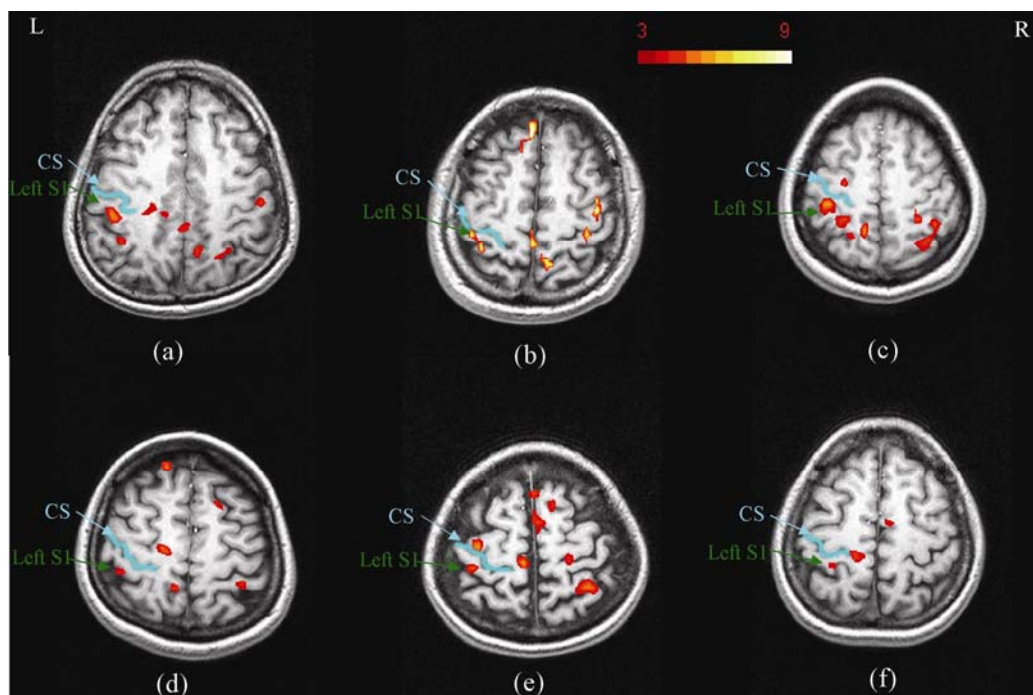 L
3 9
R
CS
Left S1
(a)
CS
Left S1
(b)
CS
Left S1
(c)
CS
Left S1
(d)
CS
Left S1
(e)
CS
Left S1
(f)